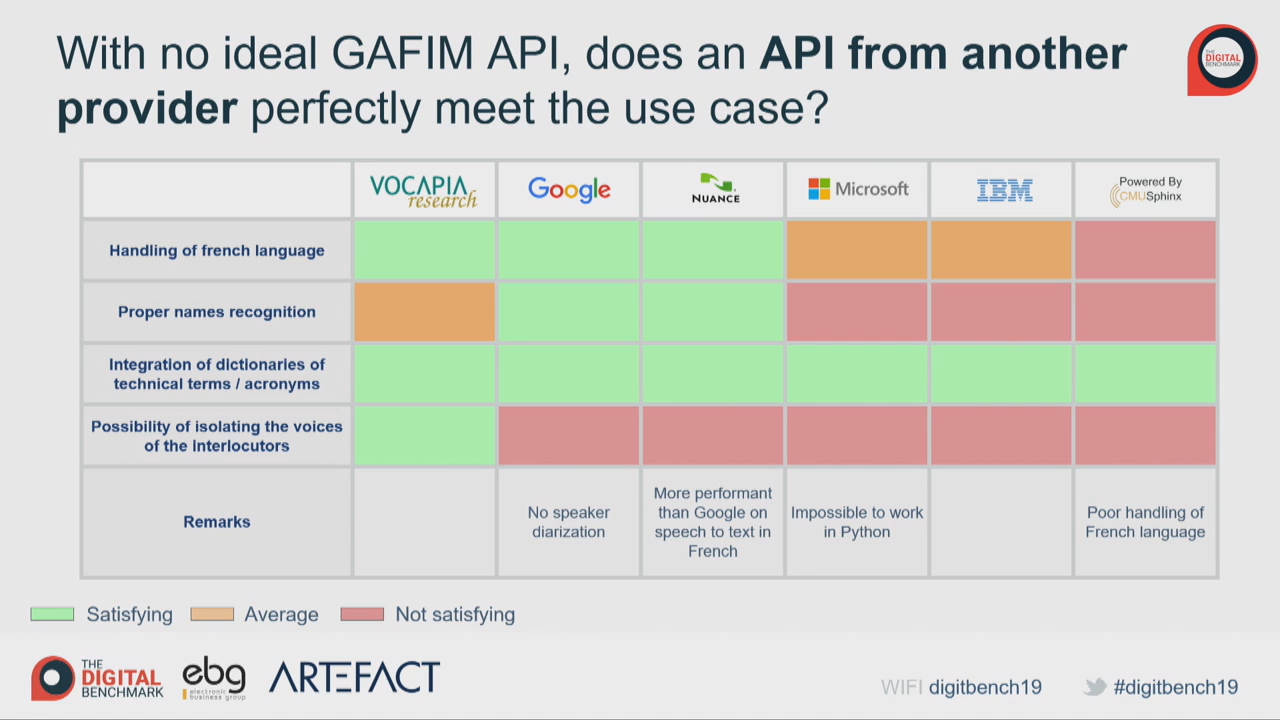 With no ideal GAFIM API, does an API from another
provider perfectly meet the use case?
THE
DIGITAL
BENCHMARK
VOCAPIA
research
Google
NUANCE
Microsoft
IBM
Powered By
CMUSphinx
Handling of french language
Proper names recognition
Integration of dictionaries of
technical terms / acronyms
Possibility of isolating the voices
of the interlocutors
Remarks
No speaker
diarization
More performant
than Google on
speech to text in
French
Impossible to work
in Python
Poor handling of
French language
Satisfying
Average
Not satisfying
THE
DIGITAL
BENCHMARK
ebg
electronic
business group
ARTEFACT
WIFI digitbench19
#digitbench19